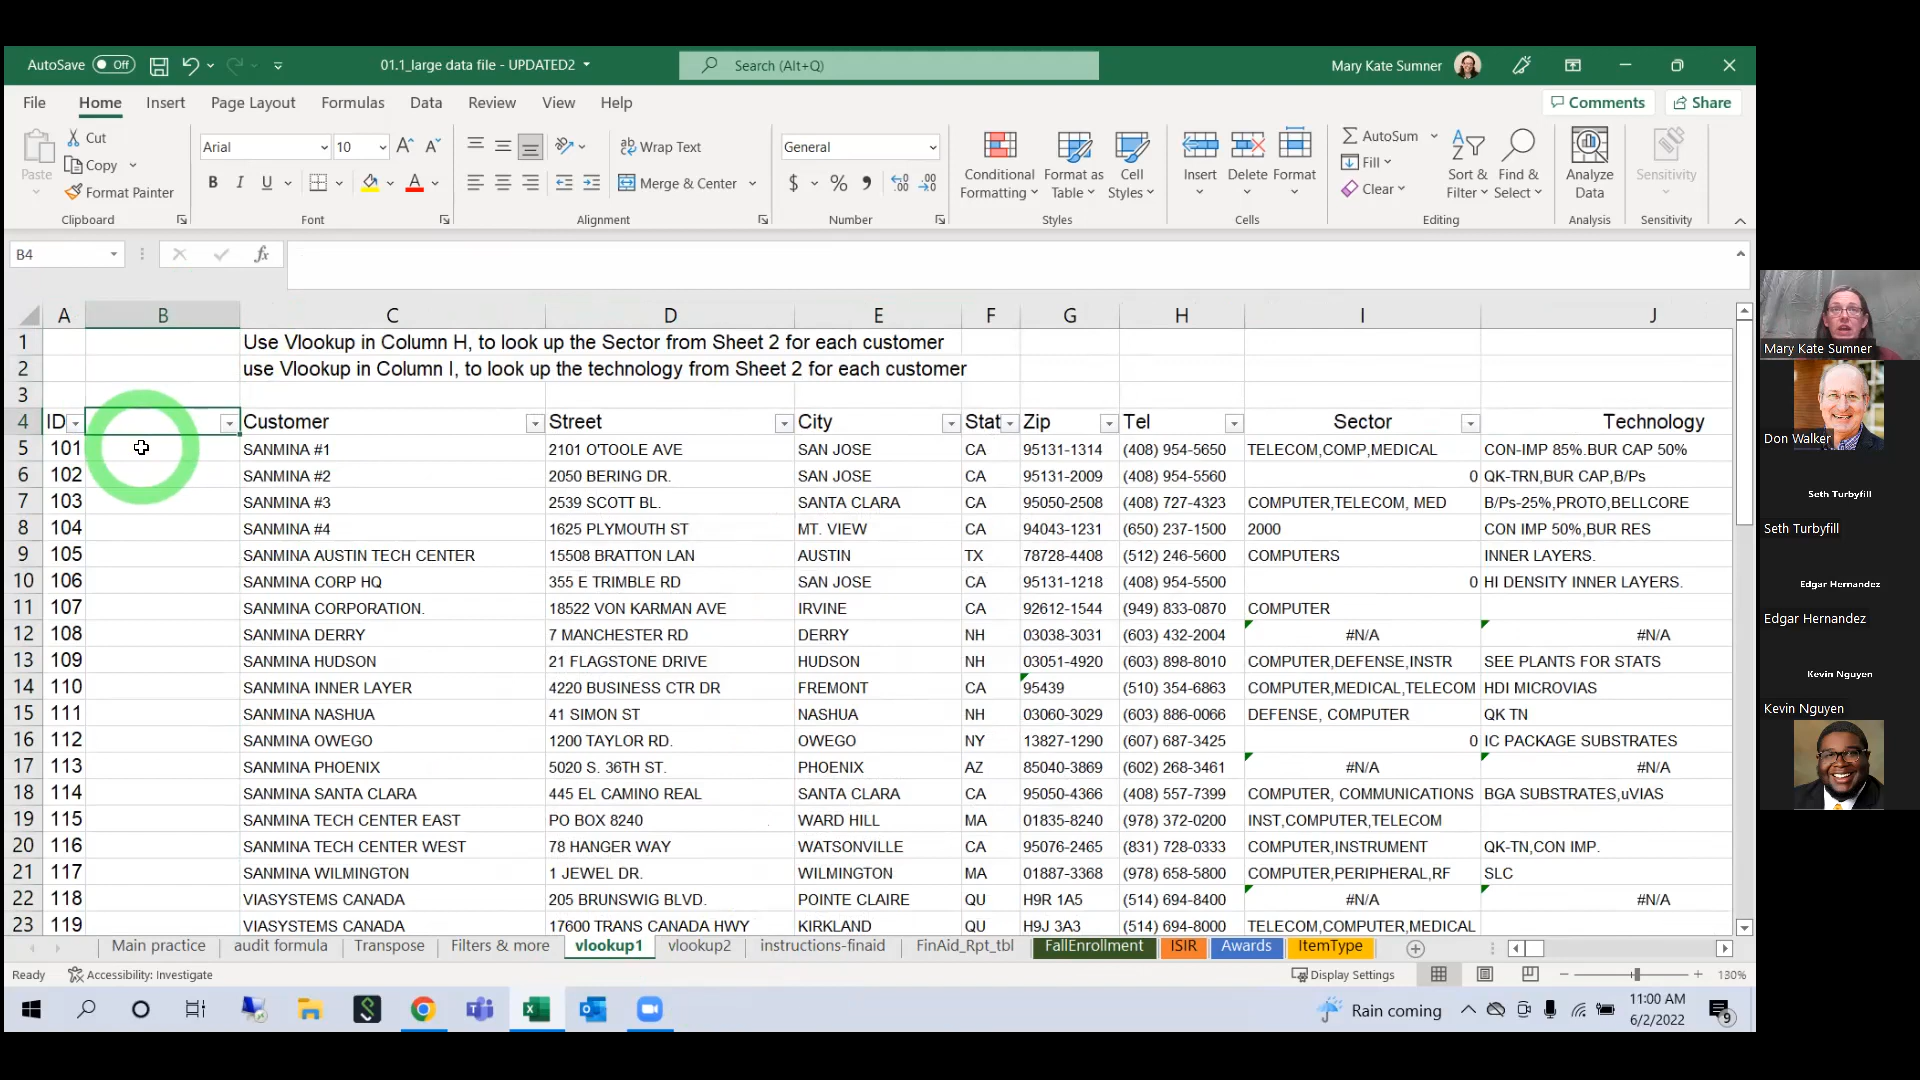 AutoSave Off 01.1_large data file - UPDATED2 Search (Alt+Q) Mary Kate Sumner
File Home Insert Page Layout Formulas Data Review View Help Comments Share
Paste Cut Copy Format Painter Clipboard
Arial 10 B I U A Font
Wrap Text Merge & Center Alignment
General $ % Number
Conditional Formatting Format as Table Cell Styles Styles
Insert Delete Format Cells
AutoSum Fill Clear Sort & Filter Find & Select Editing
Analyze Data Analysis Sensitivity Sensitivity
B4 fx
A B C D E F G H I J
1 Use Vlookup in Column H, to look up the Sector from Sheet 2 for each customer
2 use Vlookup in Column I, to look up the technology from Sheet 2 for each customer
3
4 ID Customer Street City Stat Zip Tel Sector Technology
5 101 SANMINA #1 2101 O'TOOLE AVE SAN JOSE CA 95131-1314 (408) 954-5650 TELECOM,COMP,MEDICAL CON-IMP 85%.BUR CAP 50%
6 102 SANMINA #2 2050 BERING DR. SAN JOSE CA 95131-2009 (408) 954-5560 0 QK-TRN,BUR CAP,B/Ps
7 103 SANMINA #3 2539 SCOTT BL. SANTA CLARA CA 95050-2508 (408) 727-4323 COMPUTER,TELECOM, MED B/Ps-25%,PROTO,BELLCORE
8 104 SANMINA #4 1625 PLYMOUTH ST MT. VIEW CA 94043-1231 (650) 237-1500 2000 CON IMP 50%,BUR RES
9 105 SANMINA AUSTIN TECH CENTER 15508 BRATTON LAN AUSTIN TX 78728-4408 (512) 246-5600 COMPUTERS INNER LAYERS.
10 106 SANMINA CORP HQ 355 E TRIMBLE RD SAN JOSE CA 95131-1218 (408) 954-5500 0 HI DENSITY INNER LAYERS.
11 107 SANMINA CORPORATION. 18522 VON KARMAN AVE IRVINE CA 92612-1544 (949) 833-0870 COMPUTER
12 108 SANMINA DERRY 7 MANCHESTER RD DERRY NH 03038-3031 (603) 432-2004 #N/A #N/A
13 109 SANMINA HUDSON 21 FLAGSTONE DRIVE HUDSON NH 03051-4920 (603) 898-8010 COMPUTER,DEFENSE,INSTR SEE PLANTS FOR STATS
14 110 SANMINA INNER LAYER 4220 BUSINESS CTR DR FREMONT CA 95439 (510) 354-6863 COMPUTER,MEDICAL,TELECOM HDI MICROVIAS
15 111 SANMINA NASHUA 41 SIMON ST NASHUA NH 03060-3029 (603) 886-0066 DEFENSE, COMPUTER QK TN
16 112 SANMINA OWEGO 1200 TAYLOR RD. OWEGO NY 13827-1290 (607) 687-3425 0 IC PACKAGE SUBSTRATES
17 113 SANMINA PHOENIX 5020 S. 36TH ST. PHOENIX AZ 85040-3869 (602) 268-3461 #N/A #N/A
18 114 SANMINA SANTA CLARA 445 EL CAMINO REAL SANTA CLARA CA 95050-4366 (408) 557-7399 COMPUTER, COMMUNICATIONS BGA SUBSTRATES,uVIAS
19 115 SANMINA TECH CENTER EAST PO BOX 8240 WARD HILL MA 01835-8240 (978) 372-0200 INST,COMPUTER,TELECOM
20 116 SANMINA TECH CENTER WEST 78 HANGER WAY WATSONVILLE CA 95076-2465 (831) 728-0333 COMPUTER,INSTRUMENT QK-TN,CON IMP.
21 117 SANMINA WILMINGTON 1 JEWEL DR. WILMINGTON MA 01887-3368 (978) 658-5800 COMPUTER,PERIPHERAL,RF SLC
22 118 VIASYSTEMS CANADA 205 BRUNSWIG BLVD. POINTE CLAIRE QU H9R 1A5 (514) 694-8400 #N/A #N/A
23 119 VIASYSTEMS CANADA 17600 TRANS CANADA HWY KIRKLAND QU H9J 3A3 (514) 694-8000 TELECOM,COMPUTER,MEDICAL
Main practice audit formula Transpose Filters & more vlookup1 vlookup2 instructions-finaid FinAid_Rpt_tbl FallEnrollment ISIR Awards ItemType
Ready Accessibility: Investigate Display Settings 130%
Rain coming 11:00 AM
6/2/2022 9
Mary Kate Sumner
Don Walker
Seth Turbyfill
Seth Turbyfill
Edgar Hernandez
Edgar Hernandez
Kevin Nguyen
Kevin Nguyen